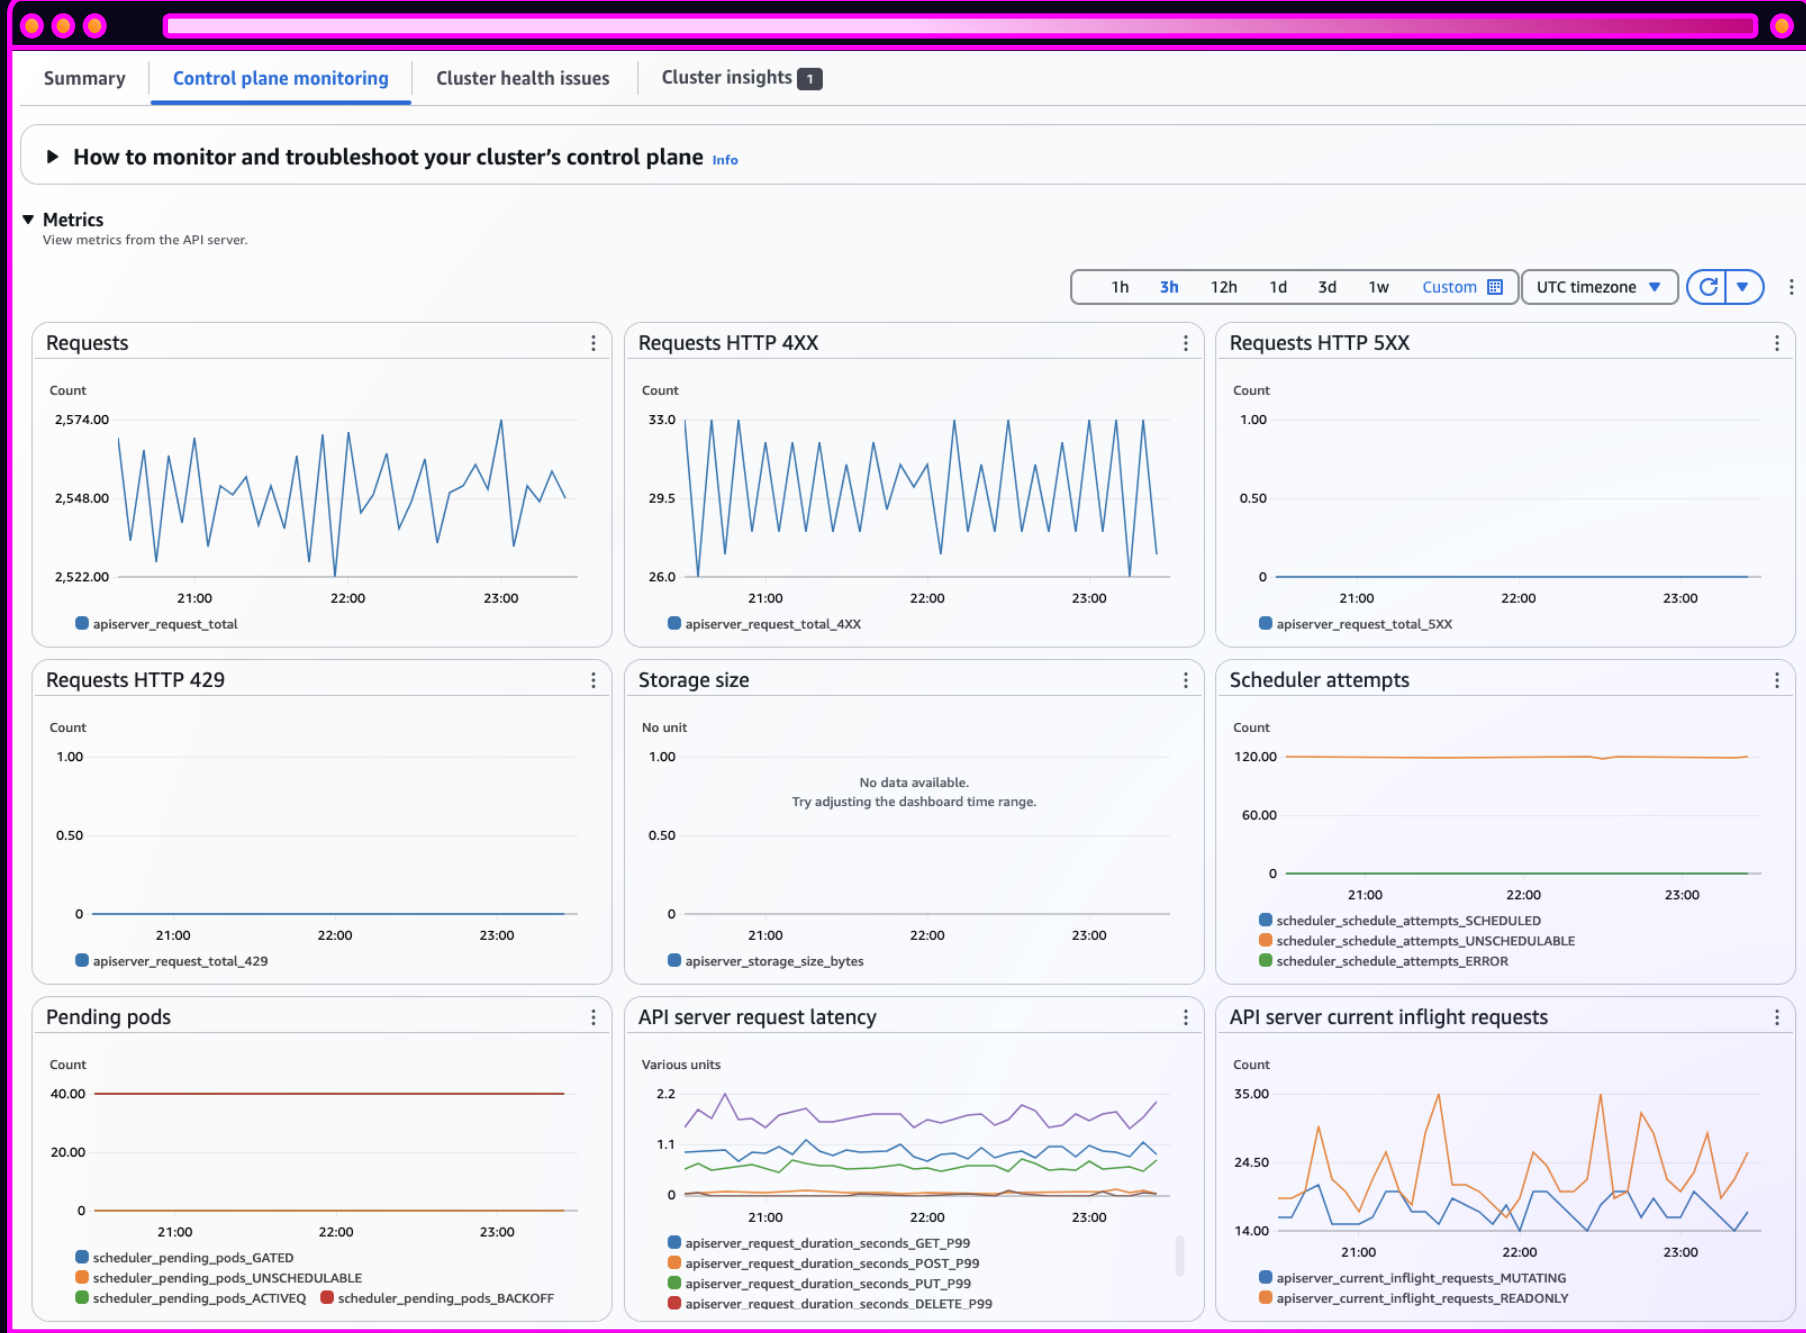 Summary
Control plane monitoring
Cluster health issues
Cluster insights 1
How to monitor and troubleshoot your cluster's control plane Info
Metrics
View metrics from the API server.
1h 3h 12h 1d 3d 1w Custom UTC timezone
Requests
Count
2,574.00
2,548.00
2,522.00
21:00 22:00 23:00
apiserver_request_total
Requests HTTP 4XX
Count
33.0
29.5
26.0
21:00 22:00 23:00
apiserver_request_total_4XX
Requests HTTP 5XX
Count
1.00
0.50
0
21:00 22:00 23:00
apiserver_request_total_5XX
Requests HTTP 429
Count
1.00
0.50
0
21:00 22:00 23:00
apiserver_request_total_429
Storage size
No unit
1.00
No data available.
Try adjusting the dashboard time range.
0.50
0
21:00 22:00 23:00
apiserver_storage_size_bytes
Scheduler attempts
Count
120.00
60.00
0
21:00 22:00 23:00
scheduler_schedule_attempts_SCHEDULED
scheduler_schedule_attempts_UNSCHEDULABLE
scheduler_schedule_attempts_ERROR
Pending pods
Count
40.00
20.00
0
21:00 22:00 23:00
scheduler_pending_pods_GATED
scheduler_pending_pods_UNSCHEDULABLE
scheduler_pending_pods_ACTIVEQ scheduler_pending_pods_BACKOFF
API server request latency
Various units
2.2
1.1
0
21:00 22:00 23:00
apiserver_request_duration_seconds_GET_P99
apiserver_request_duration_seconds_POST_P99
apiserver_request_duration_seconds_PUT_P99
apiserver_request_duration_seconds_DELETE_P99
API server current inflight requests
Count
35.00
24.50
14.00
21:00 22:00 23:00
apiserver_current_inflight_requests_MUTATING
apiserver_current_inflight_requests_READONLY